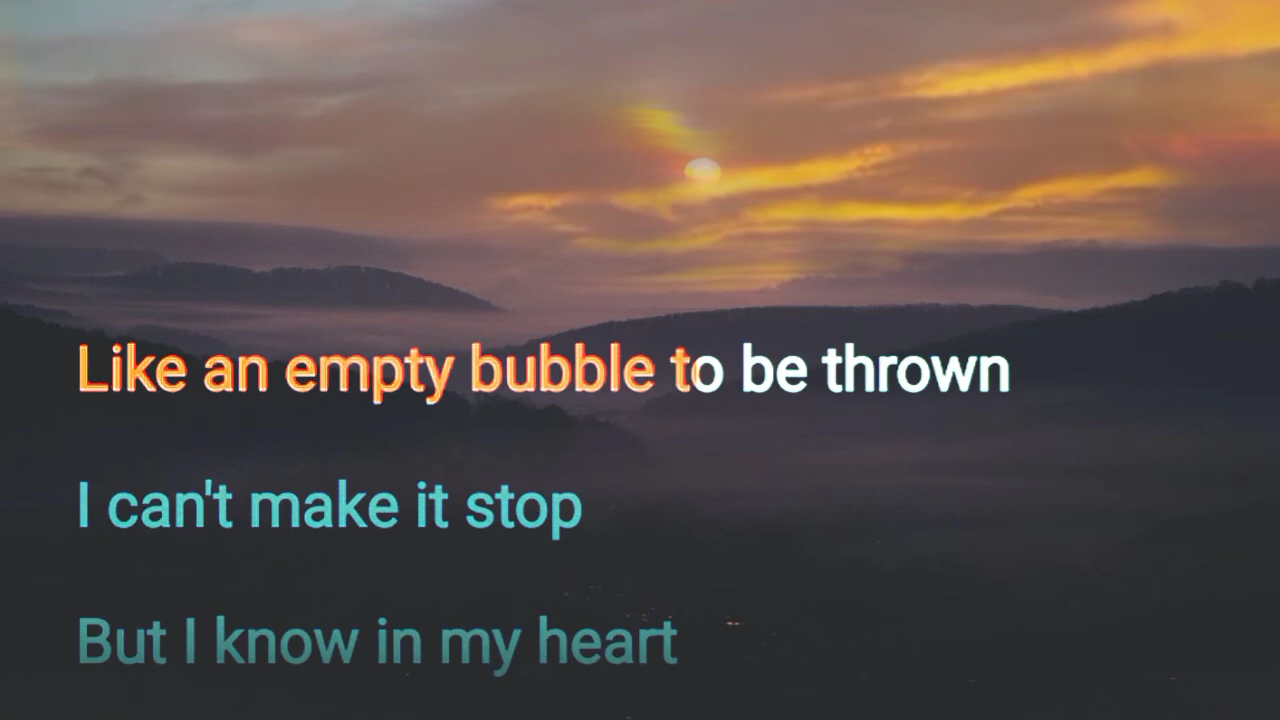 Like an empty bubble to be thrown
I can't make it stop
But I know in my heart